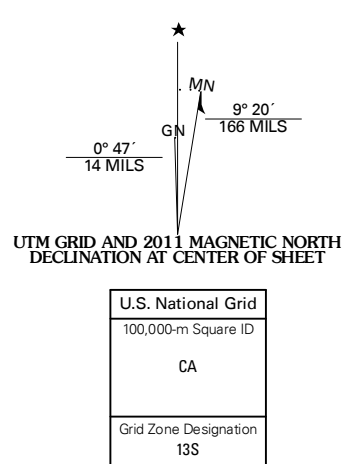 ★
MN
9° 20´
166 MILS
GN
0° 47´
14 MILS
UTM GRID AND 2011 MAGNETIC NORTH
DECLINATION AT CENTER OF SHEET
U.S. National Grid
100,000-m Square ID
CA
Grid Zone Designation
13S